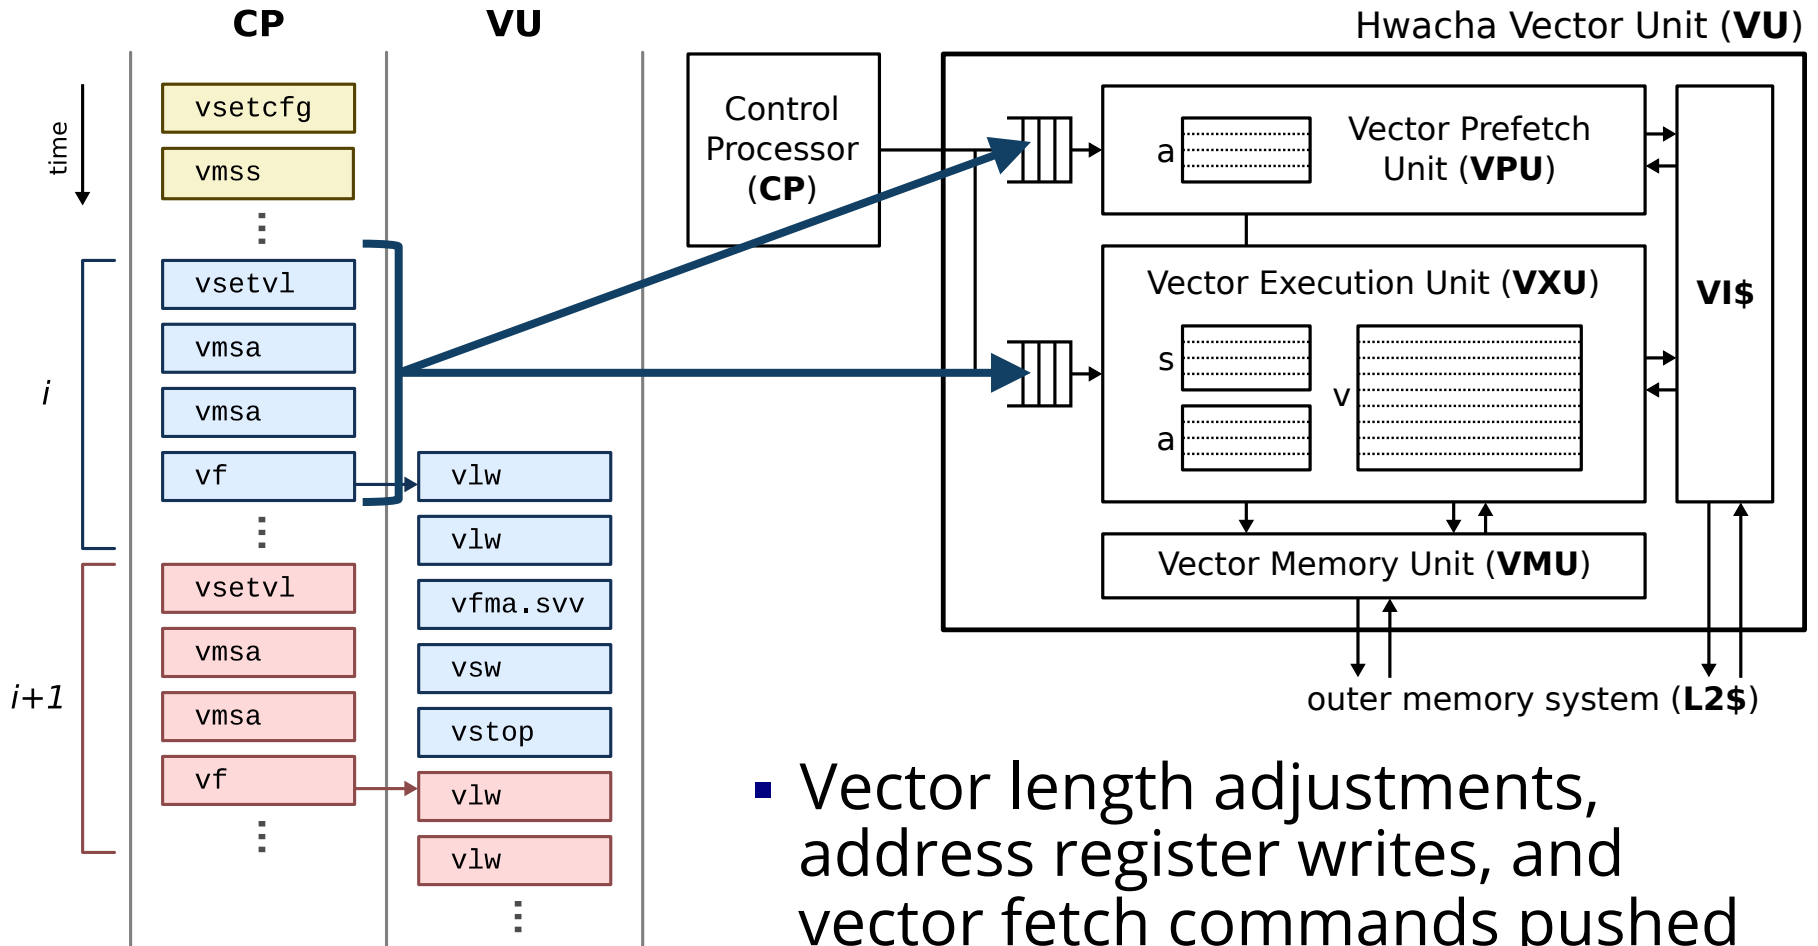 CP
VU
time
vsetcfg
vmss
i
vsetvl
vmsa
vmsa
vf
i+1
vsetvl
vmsa
vmsa
vf
vlw
vlw
vfma.svv
vsw
vstop
vlw
vlw
Hwacha Vector Unit (VU)
Control
Processor
(CP)
a
Vector Prefetch
Unit (VPU)
Vector Execution Unit (VXU)
s
a
v
VI$
Vector Memory Unit (VMU)
outer memory system (L2$)
▪ Vector length adjustments,
address register writes, and
vector fetch commands pushed